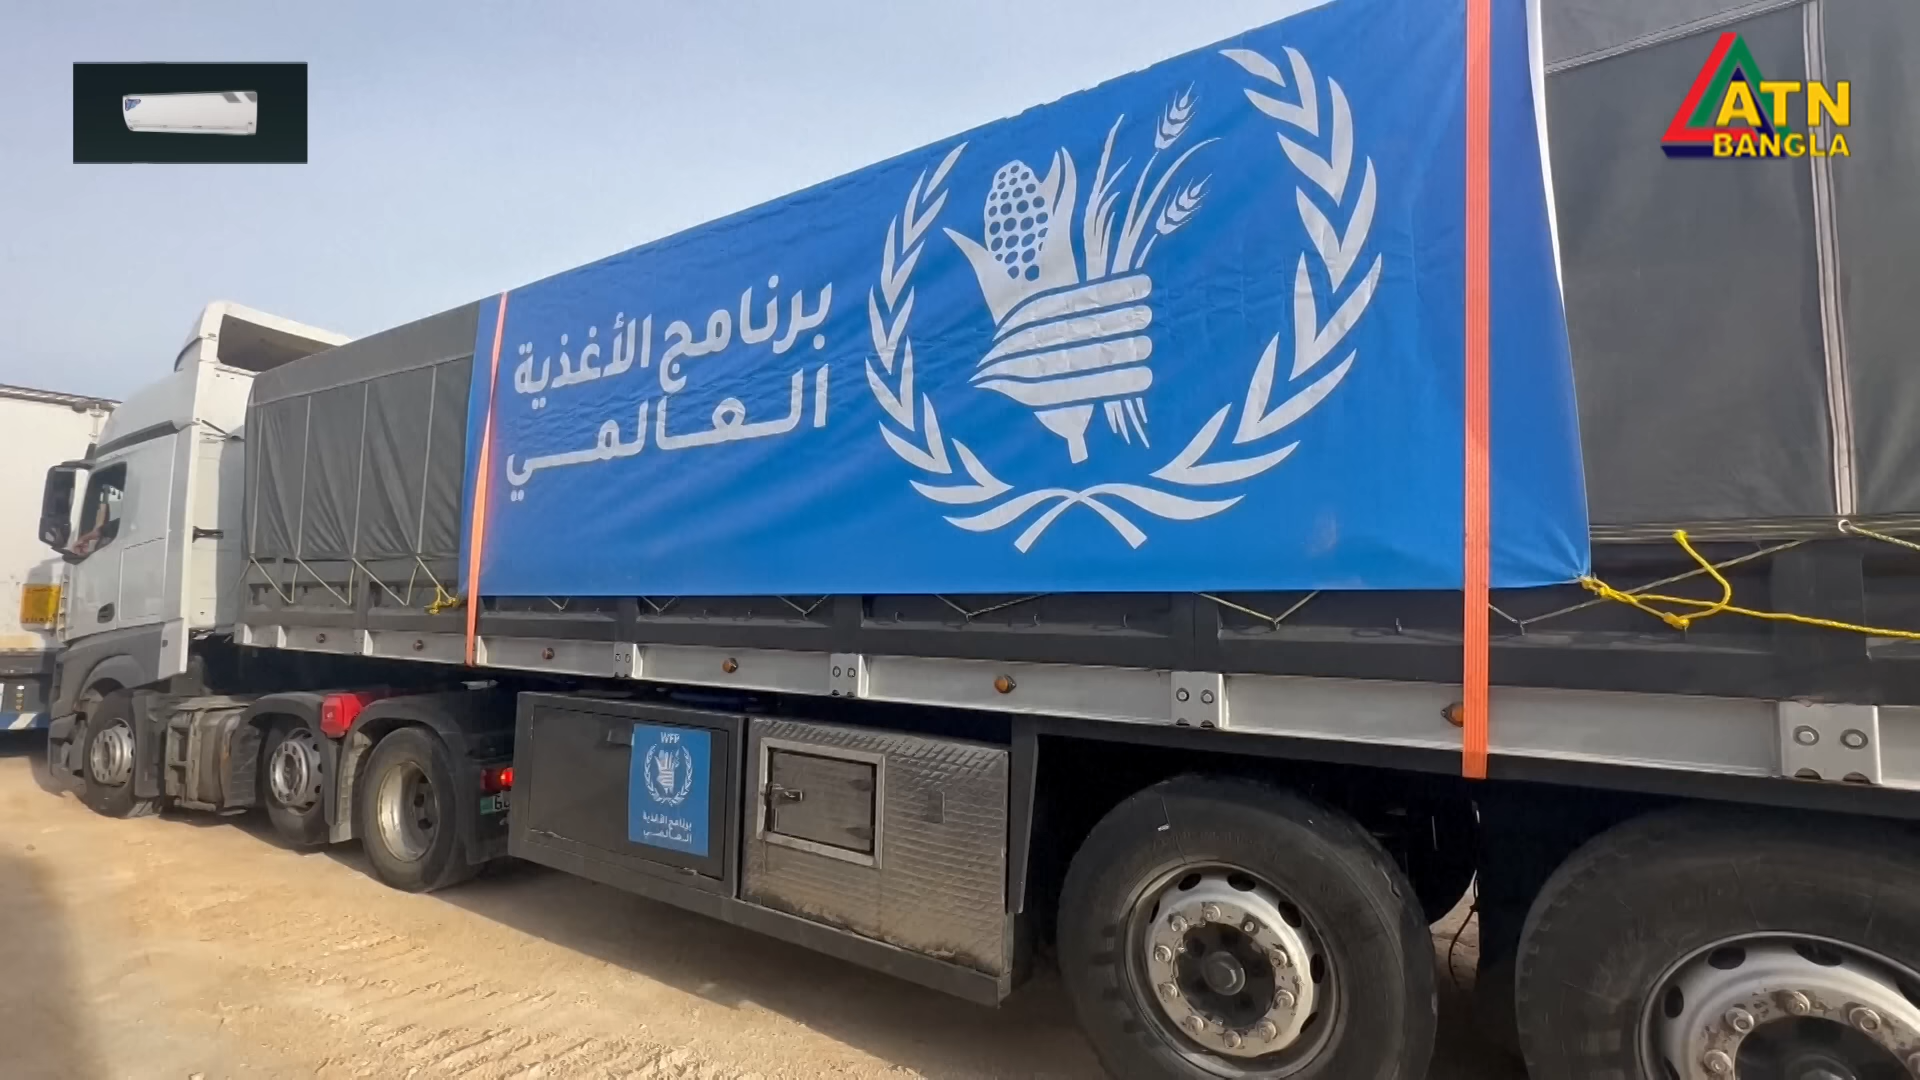 ATN
BANGLA
برنامج الأغذية
العالمي
WFP
برنامج الأغذية
العالمي